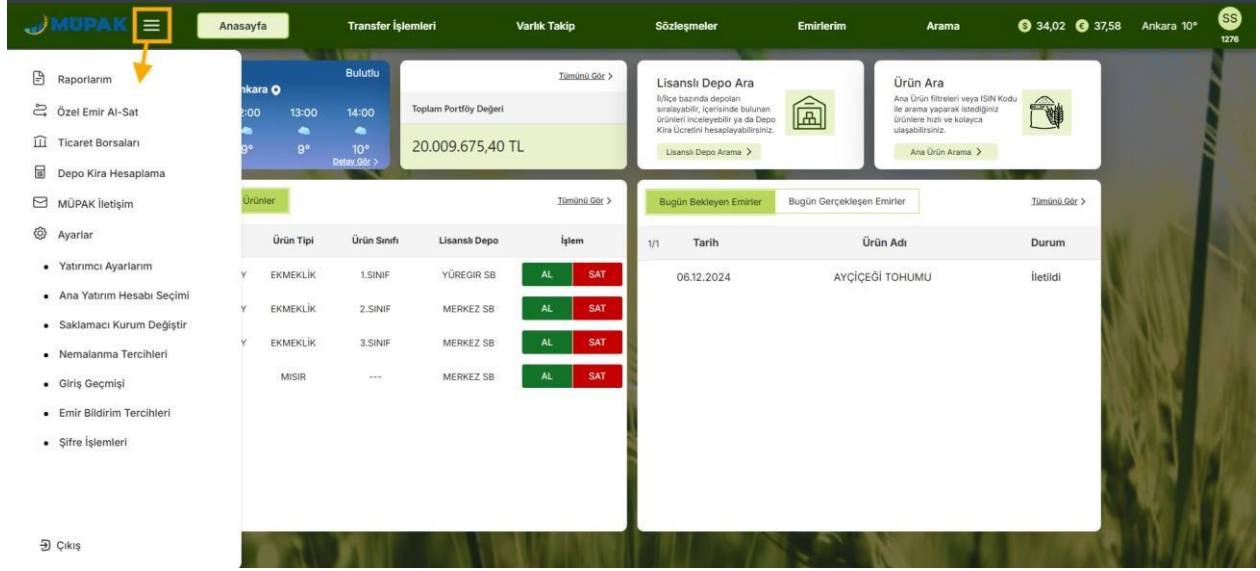 MÜPAK
Anasayfa
Transfer İşlemleri
Varlık Takip
Sözleşmeler
Emirlerim
Arama
$ 34,02 € 37,58
Ankara 10°
SS
1276
Raporlarım
Özel Emir Al-Sat
Ticaret Borsaları
Depo Kira Hesaplama
MÜPAK İletişim
Ayarlar
• Yatırımcı Ayarlarım
• Ana Yatırım Hesabı Seçimi
• Saklamacı Kurum Değiştir
• Nemalanma Tercihleri
• Giriş Geçmişi
• Emir Bildirim Tercihleri
• Şifre İşlemleri
Çıkış
Bulutlu
nkara
2:00 13:00 14:00
9° 9° 10°
Detay Gör >
Tümünü Gör >
Toplam Portföy Değeri
20.009.675,40 TL
Lisanslı Depo Ara
İl/İlçe bazında depoları
sıralayabilir, içerisinde bulunan
ürünleri inceleyebilir ya da Depo
Kira Ücretini hesaplayabilirsiniz.
Lisanslı Depo Arama >
Ürün Ara
Ana Ürün filtreleri veya ISIN Kodu
ile arama yaparak istediğiniz
ürünlere hızlı ve kolayca
ulaşabilirsiniz.
Ana Ürün Arama >
Ürünler
Tümünü Gör >
Ürün Tipi Ürün Sınıfı Lisanslı Depo İşlem
Y EKMEKLİK 1.SINIF YÜREGIR SB AL SAT
Y EKMEKLİK 2.SINIF MERKEZ SB AL SAT
Y EKMEKLİK 3.SINIF MERKEZ SB AL SAT
MISIR --- MERKEZ SB AL SAT
Bugün Bekleyen Emirler
Bugün Gerçekleşen Emirler
Tümünü Gör >
1/1 Tarih Ürün Adı Durum
06.12.2024 AYÇİÇEĞİ TOHUMU İletildi